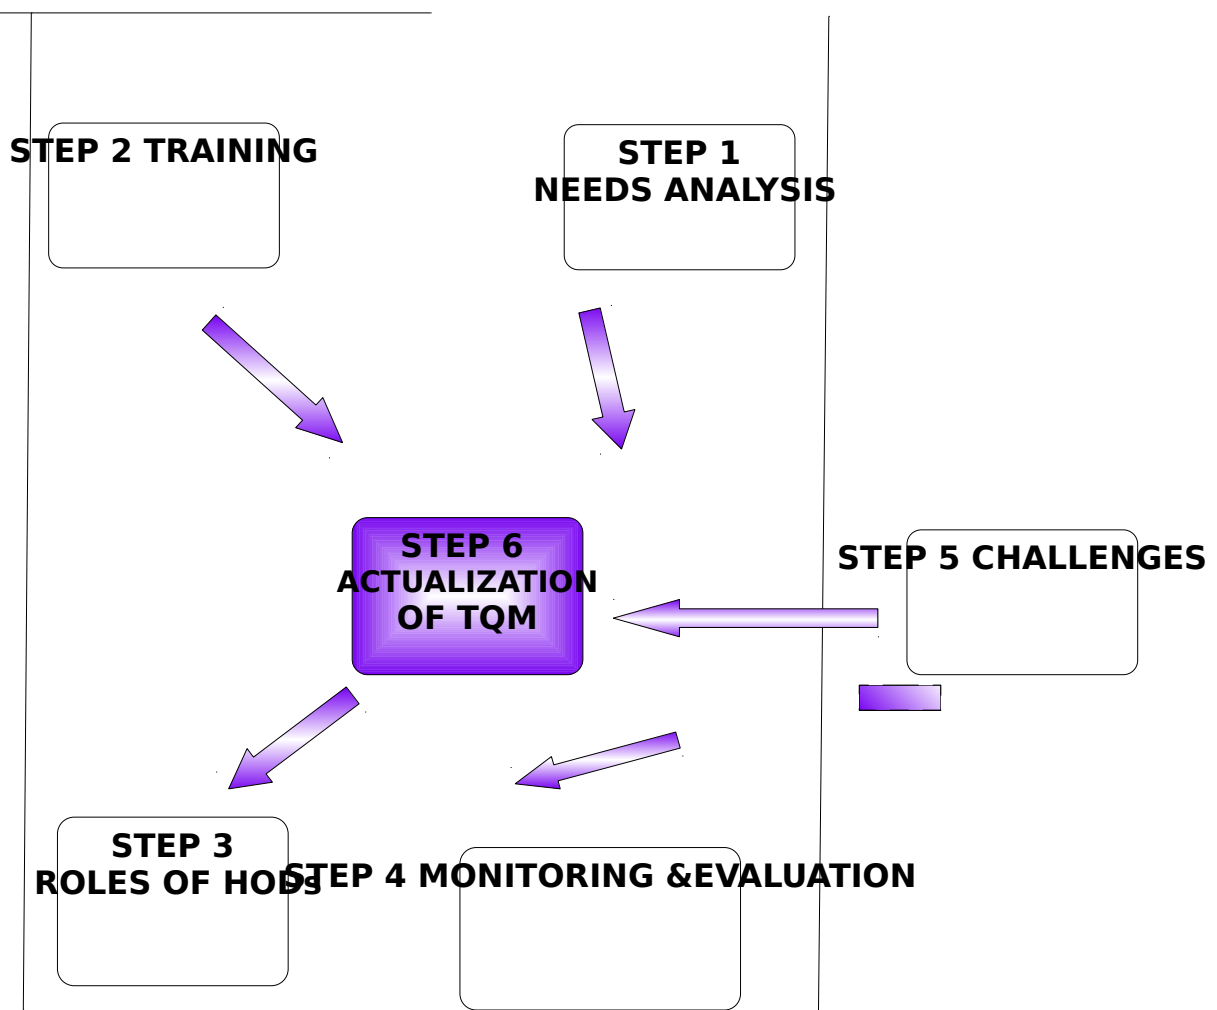 STEP 2 TRAINING
STEP 1
NEEDS ANALYSIS
STEP 6
ACTUALIZATION
OF TQM
STEP 5 CHALLENGES
STEP 3
ROLES OF HODs
STEP 4 MONITORING &EVALUATION